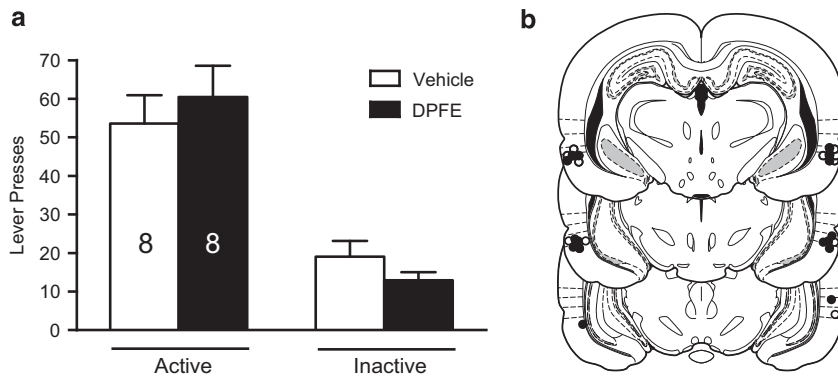 a
b
70
60
50
40
30
20
10
0
Lever Presses
Vehicle
DPFE
8
8
Active
Inactive